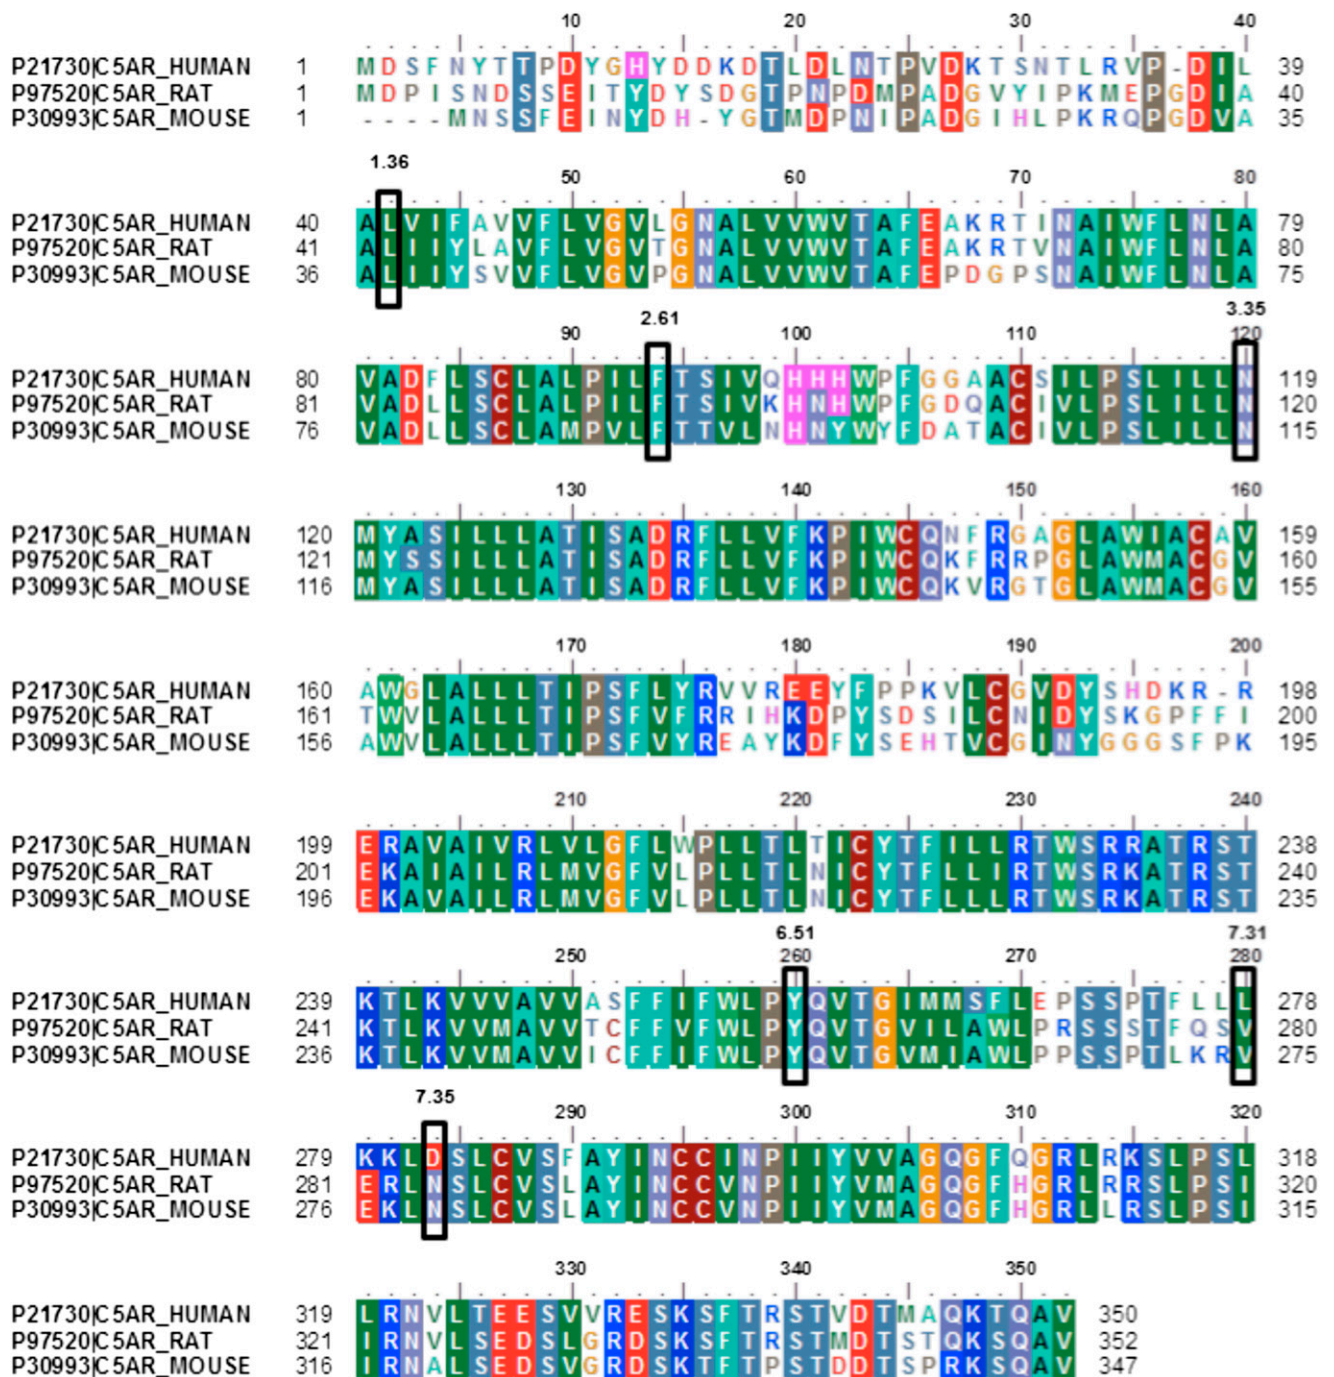 10 20 30 40
P21730|C5AR_HUMAN 1 MDSFNYTTPDYGHYDDKDTLDLNTPVDKTSNTLRVP-DIL 39
P97520|C5AR_RAT 1 MDPISNDSSEITYDYSDGTPNPDMPADGVYIPKMEPGDIA 40
P30993|C5AR_MOUSE 1 ----MNSSFEINYDH-YGTMDPNIPADGIHLPKRQPGDVA 35
1.36
50 60 70 80
P21730|C5AR_HUMAN 40 ALVIFAVVFLVGVLGNALVVWVTAFEAKRTINAIWFLNLA 79
P97520|C5AR_RAT 41 ALIIYLAVFLVGVTGNALVVWVTAFEAKRTVNAIWFLNLA 80
P30993|C5AR_MOUSE 36 ALIIYSVVFLVGVPGNALVVWVTAFEPDGPSNAIWFLNLA 75
2.61 3.35
90 100 110 120
P21730|C5AR_HUMAN 80 VADFLSCLALPILFTSIVQHHHWPFGGAACSILPSLILLN 119
P97520|C5AR_RAT 81 VADLLSCLALPILFTSIVKHNHWPFGDQACIVLPSLILLN 120
P30993|C5AR_MOUSE 76 VADLLSCLAMPVLFTTVLNHNYWYFDATACIVLPSLILLN 115
130 140 150 160
P21730|C5AR_HUMAN 120 MYASILLLATISADRFLLVFKPIWCQNFRGAGLAWIACAV 159
P97520|C5AR_RAT 121 MYSSILLLATISADRFLLVFKPIWCQKFRRPGLAWMACGV 160
P30993|C5AR_MOUSE 116 MYASILLLATISADRFLLVFKPIWCQKVRGTGLAWMACGV 155
170 180 190 200
P21730|C5AR_HUMAN 160 AWGLALLLTIPSFLYRVVREEYFPPKVLCGVDYSHDKR-R 198
P97520|C5AR_RAT 161 TWVLALLLTIPSFVFRRIHKDPYSDSILCNIDYSKGPFFI 200
P30993|C5AR_MOUSE 156 AWVLALLLTIPSFVYREAYKDFYSEHTVCGINYGGGSFPK 195
210 220 230 240
P21730|C5AR_HUMAN 199 ERAVAIVRLVLGFLWPLLTLTICYTFILLRTWSRRATRST 238
P97520|C5AR_RAT 201 EKAIAILRLMVGFVLPLLTLNICYTFLLIRTWSRKATRST 240
P30993|C5AR_MOUSE 196 EKAVAILRLMVGFVLPLLTLNICYTFLLLRTWSRKATRST 235
6.51 7.31
250 260 270 280
P21730|C5AR_HUMAN 239 KTLKVVVAVVASFFIFWLPYQVTGIMMSFLEPSSPTFLLL 278
P97520|C5AR_RAT 241 KTLKVVMAVVTCFFVFWLPYQVTGVILAWLPRSSSTFQSV 280
P30993|C5AR_MOUSE 236 KTLKVVMAVVICFFIFWLPYQVTGVMIAWLPPSSPTLKRV 275
7.35
290 300 310 320
P21730|C5AR_HUMAN 279 KKLDSLCVSFAYINCCINPIIYVVAGQGFQGRLRKSLPSL 318
P97520|C5AR_RAT 281 ERLNSLCVSLAYINCCVNPIIYVMAGQGFHGRLRRSLPSI 320
P30993|C5AR_MOUSE 276 EKLNSLCVSLAYINCCVNPIIYVMAGQGFHGRLLRSLPSI 315
330 340 350
P21730|C5AR_HUMAN 319 LRNVLTEESVVRESKSFTRSTVDTMAQKTQAV 350
P97520|C5AR_RAT 321 IRNVLSEDSLGRDSKSFTRSTMDTSTQKSQAV 352
P30993|C5AR_MOUSE 316 IRNALSEDSVGRDSKTFTPSTDDTSPRKSQAV 347